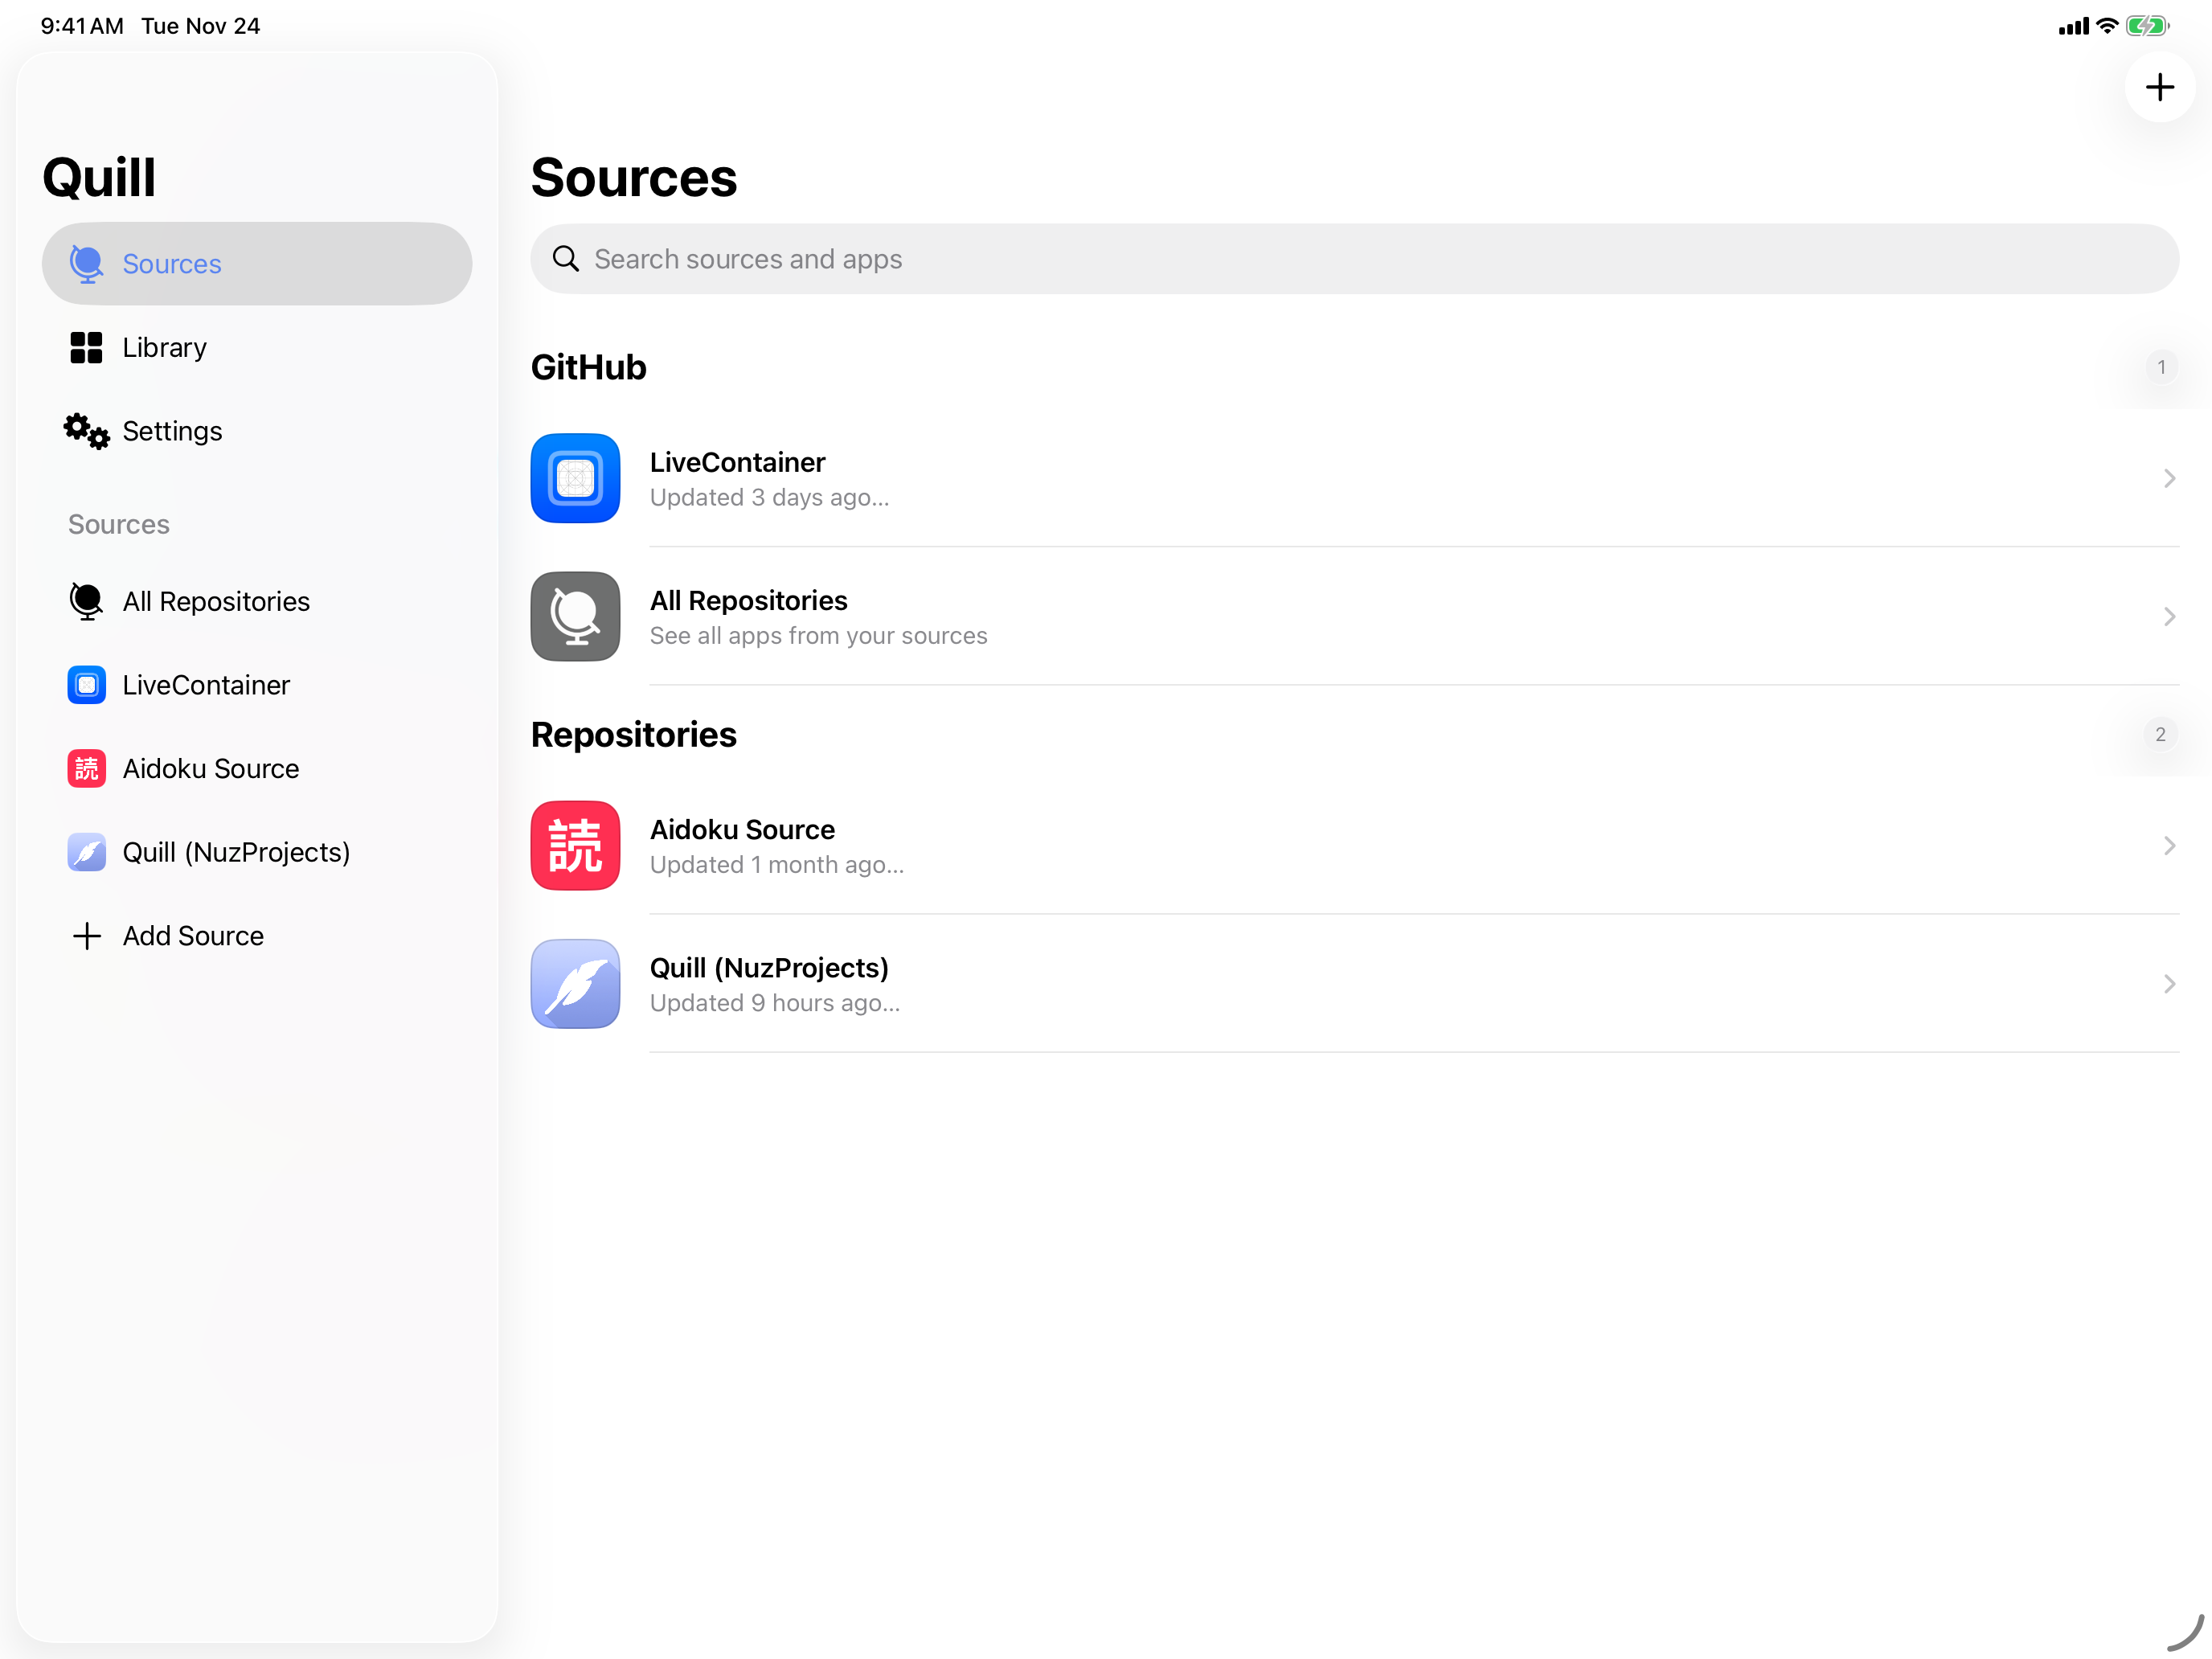 9:41 AM Tue Nov 24
Quill
Sources
Library
Settings
Sources
All Repositories
LiveContainer
読 Aidoku Source
Quill (NuzProjects)
Add Source
Sources
Search sources and apps
GitHub 1
LiveContainer
Updated 3 days ago...
All Repositories
See all apps from your sources
Repositories 2
読
Aidoku Source
Updated 1 month ago...
Quill (NuzProjects)
Updated 9 hours ago...